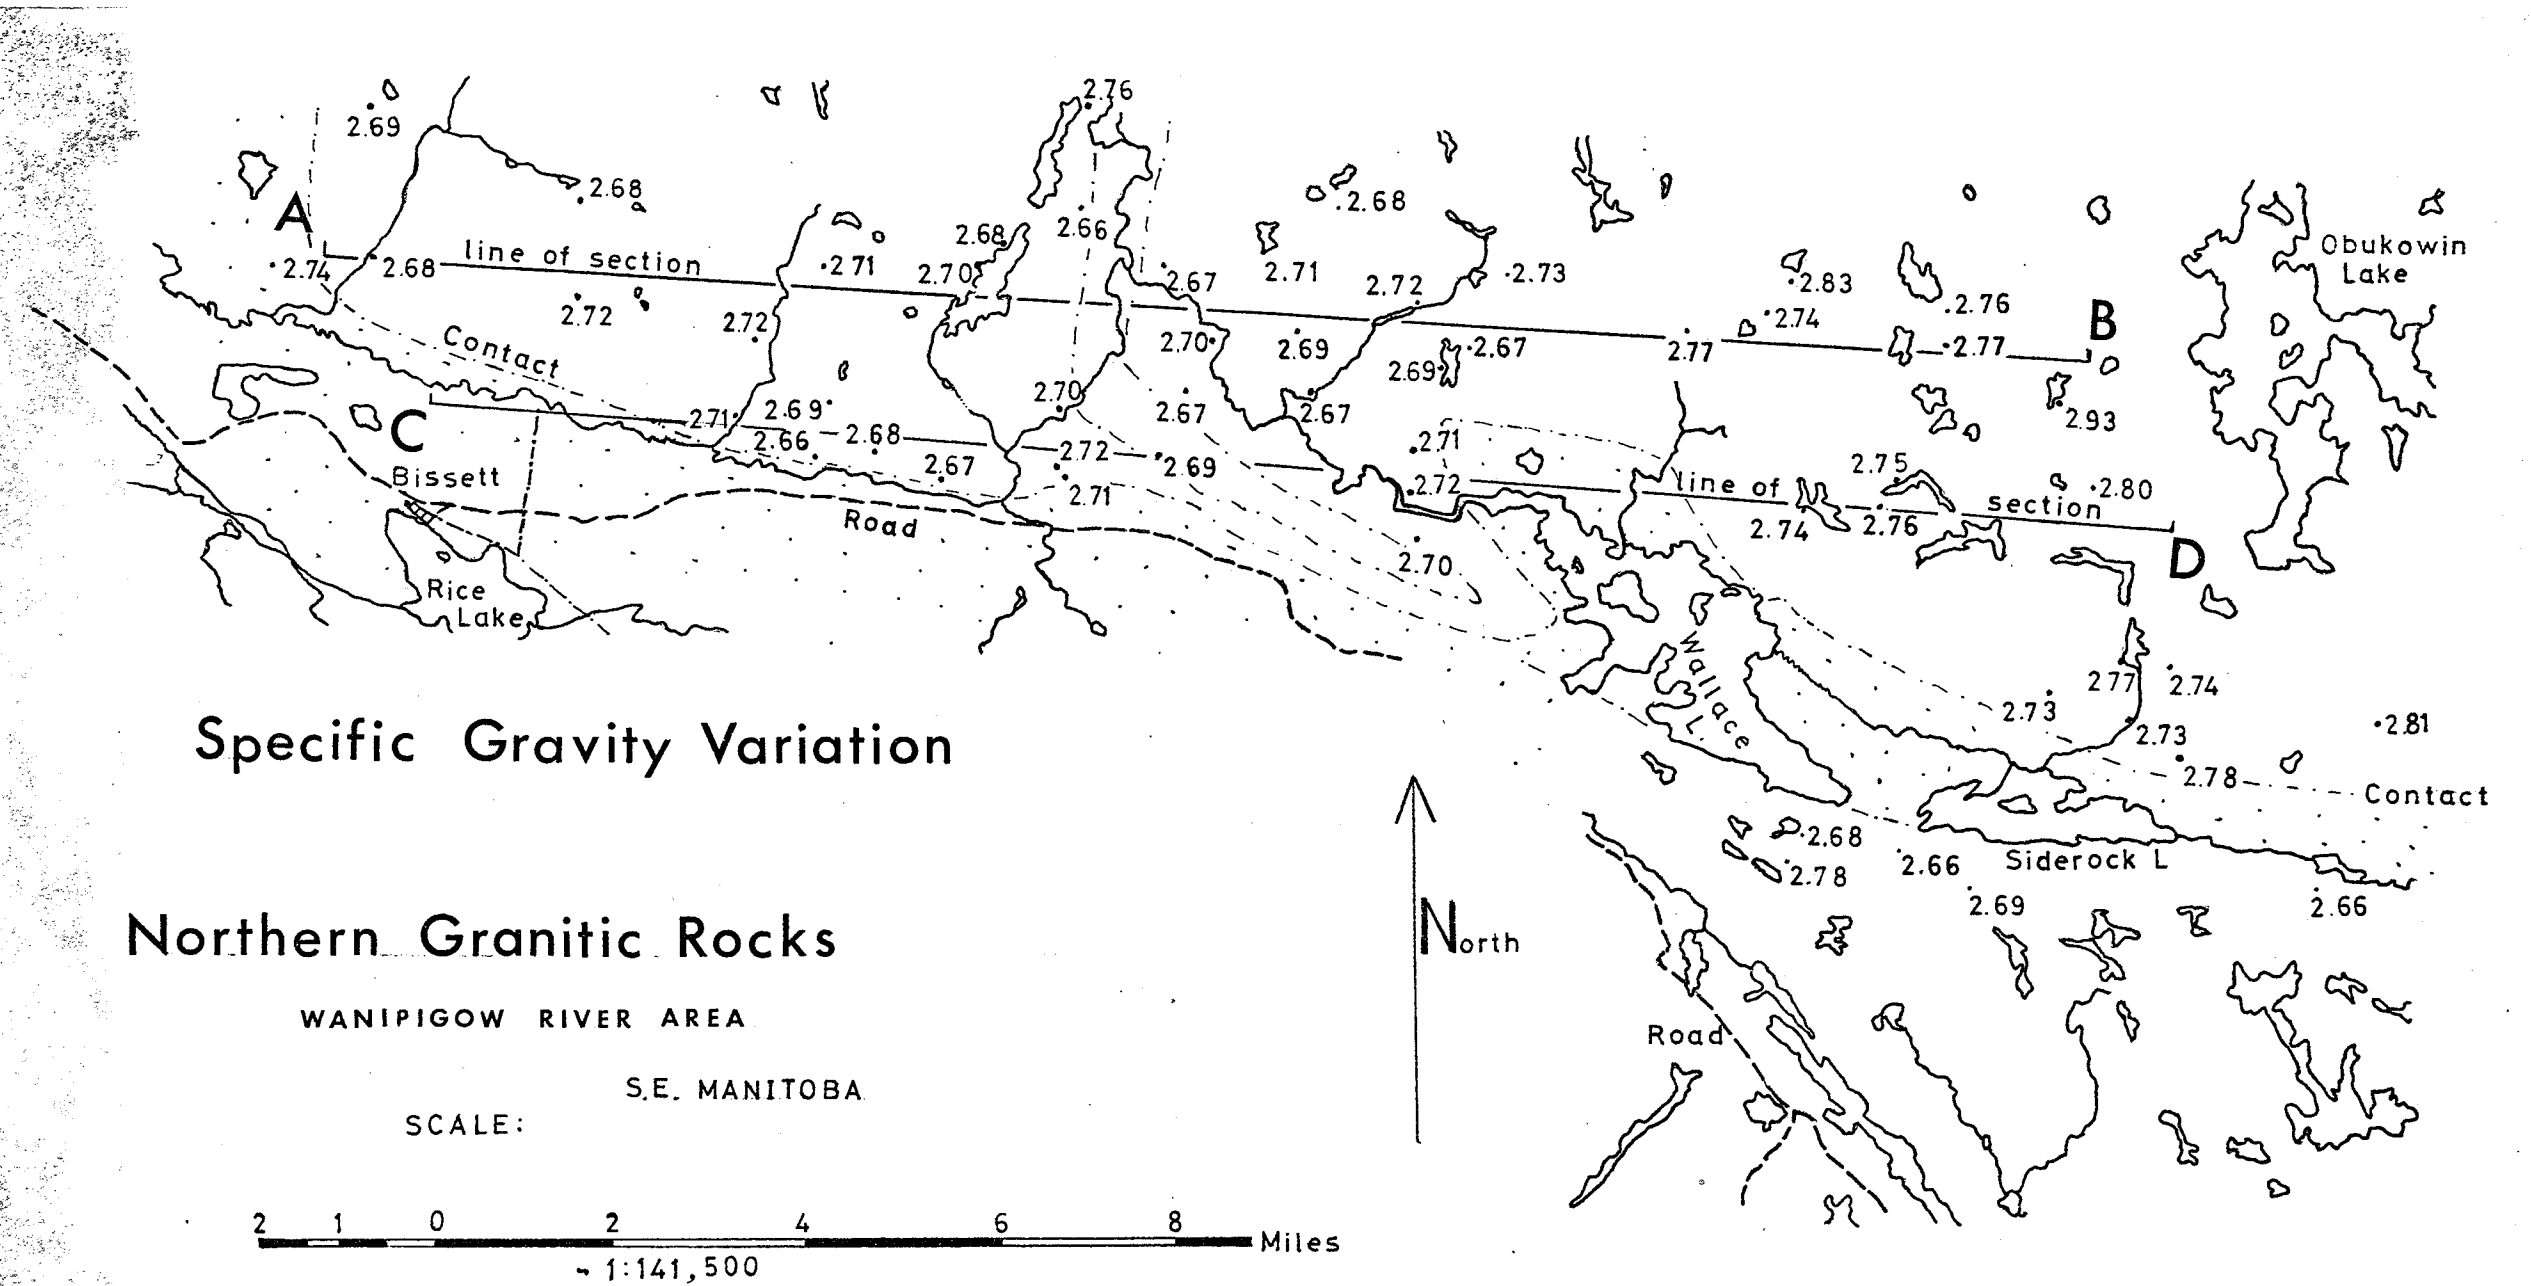 2.76
2.69
2.68
2.68
A
2.68
2.66
Obukowin
Lake
line of section
2.74
2.68
2.71
2.70
2.67
2.71
2.72
2.73
2.83
2.76
B
2.72
2.72
2.74
Contact
2.70
2.69
2.67
2.77
2.77
2.69
2.70
2.71
2.69
2.67
2.67
2.93
C
2.66
2.68
2.72
2.71
2.67
2.69
2.75
Bissett
2.71
2.72
line of
section
2.80
Road
2.74
2.76
D
2.70
Rice
Lake
Wallace
L.
2.77
2.74
2.73
2.81
2.73
Specific Gravity Variation
2.78
Contact
2.68
2.66
Siderock L
2.78
2.69
2.66
Northern Granitic Rocks
North
WANIPIGOW RIVER AREA
Road
S.E. MANITOBA
SCALE:
2 1 0 2 4 6 8
Miles
~ 1:141,500